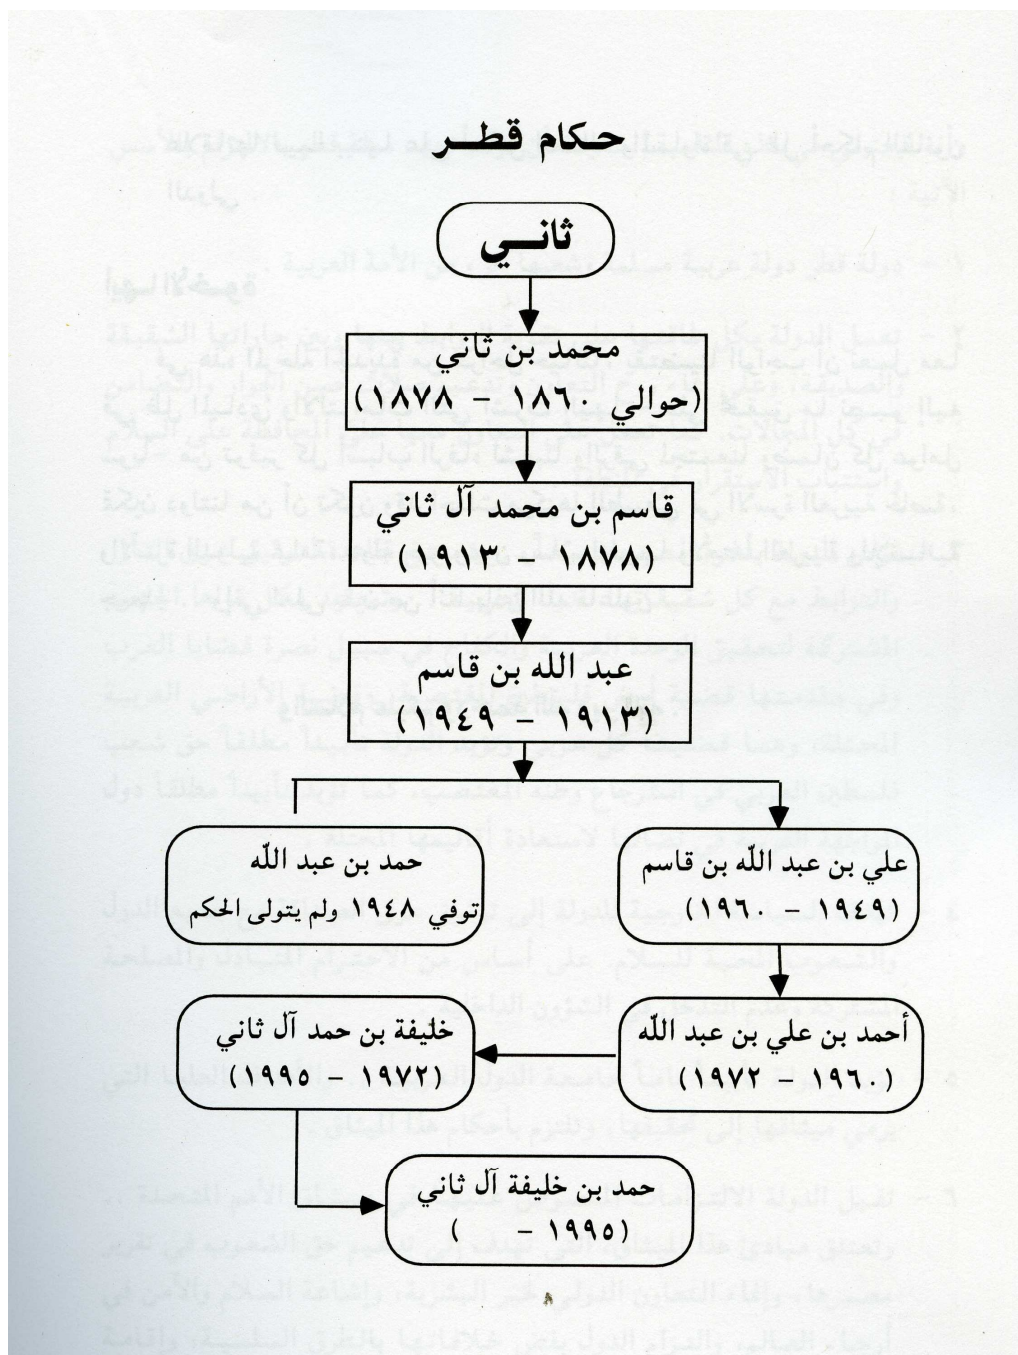 حكام قطر
ثاني
محمد بن ثاني
(حوالي ١٨٦٠ – ١٨٧٨)
قاسم بن محمد آل ثاني
(١٨٧٨ – ١٩١٣)
عبد الله بن قاسم
(١٩١٣ – ١٩٤٩)
علي بن عبد اللّه بن قاسم
(١٩٤٩ – ١٩٦٠)
حمد بن عبد اللّه
توفي ١٩٤٨ ولم يتولى الحكم
أحمد بن علي بن عبد اللّه
(١٩٦٠ – ١٩٧٢)
خليفة بن حمد آل ثاني
(١٩٧٢ – ١٩٩٥)
حمد بن خليفة آل ثاني
(١٩٩٥ – )